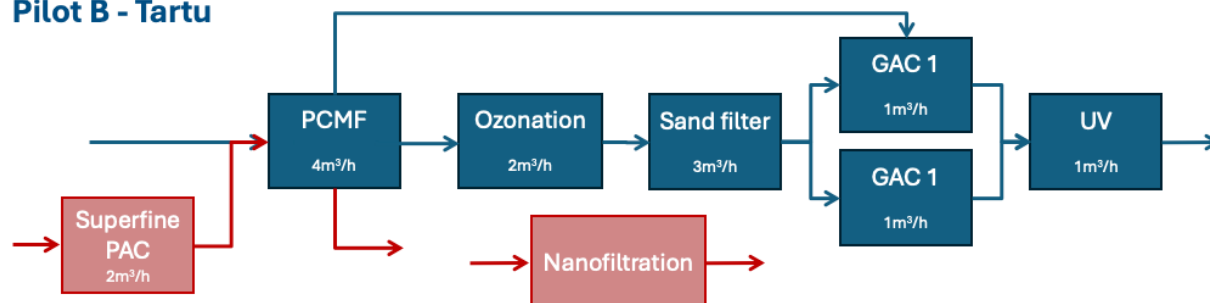 Pilot B - Tartu
PCMF
4m³/h
Ozonation
2m³/h
Sand filter
3m³/h
GAC 1
1m³/h
GAC 1
1m³/h
UV
1m³/h
Superfine
PAC
2m³/h
Nanofiltration